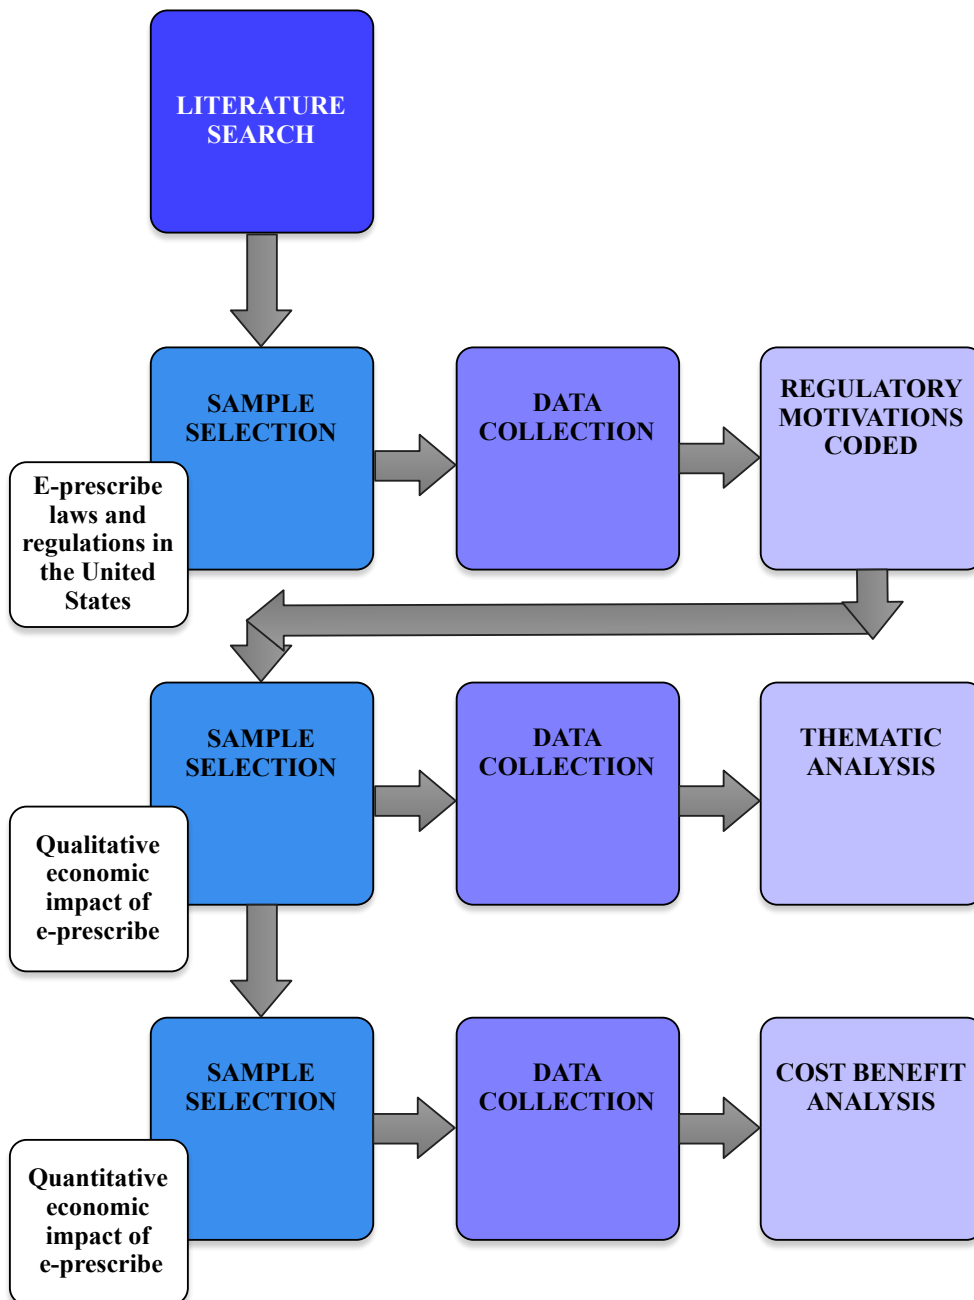 LITERATURE
SEARCH
SAMPLE
SELECTION
DATA
COLLECTION
REGULATORY
MOTIVATIONS
CODED
E-prescribe
laws and
regulations in
the United
States
SAMPLE
SELECTION
DATA
COLLECTION
THEMATIC
ANALYSIS
Qualitative
economic
impact of
e-prescribe
SAMPLE
SELECTION
DATA
COLLECTION
COST BENEFIT
ANALYSIS
Quantitative
economic
impact of
e-prescribe